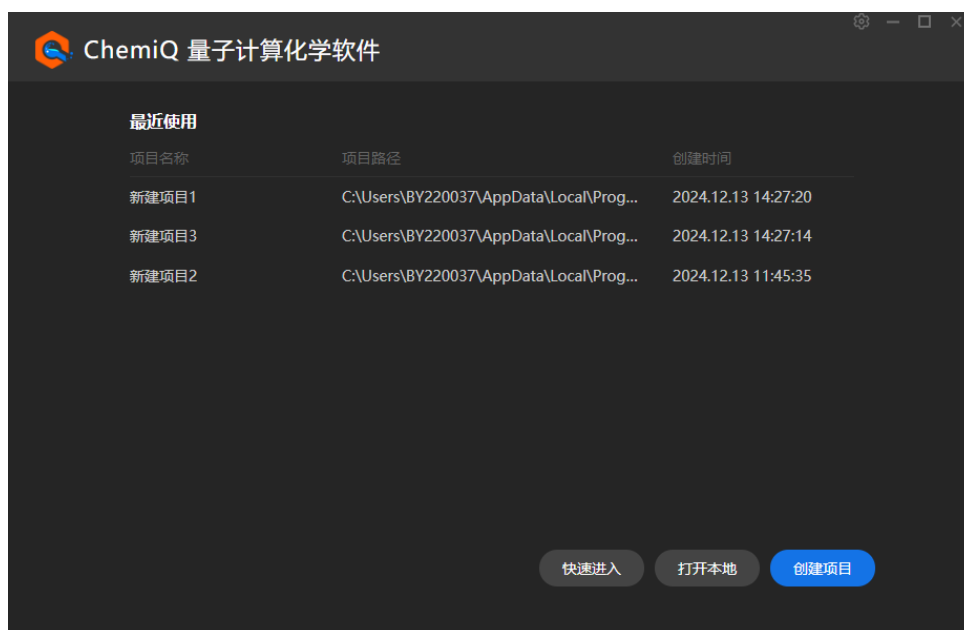 ChemiQ 量子计算化学软件
最近使用
项目名称 项目路径 创建时间
新建项目1 C:\Users\BY220037\AppData\Local\Prog... 2024.12.13 14:27:20
新建项目3 C:\Users\BY220037\AppData\Local\Prog... 2024.12.13 14:27:14
新建项目2 C:\Users\BY220037\AppData\Local\Prog... 2024.12.13 11:45:35
快速进入 打开本地 创建项目